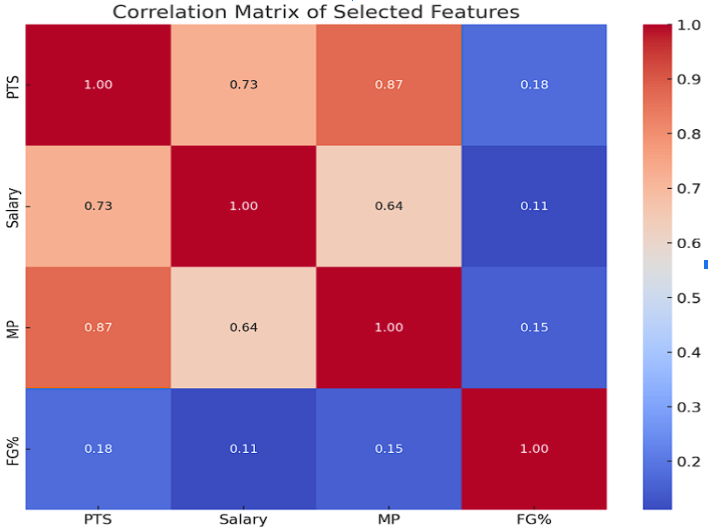 Correlation Matrix of Selected Features
PTS 1.00 0.73 0.87 0.18
Salary 0.73 1.00 0.64 0.11
MP 0.87 0.64 1.00 0.15
FG% 0.18 0.11 0.15 1.00
PTS Salary MP FG%
1.0
0.9
0.8
0.7
0.6
0.5
0.4
0.3
0.2